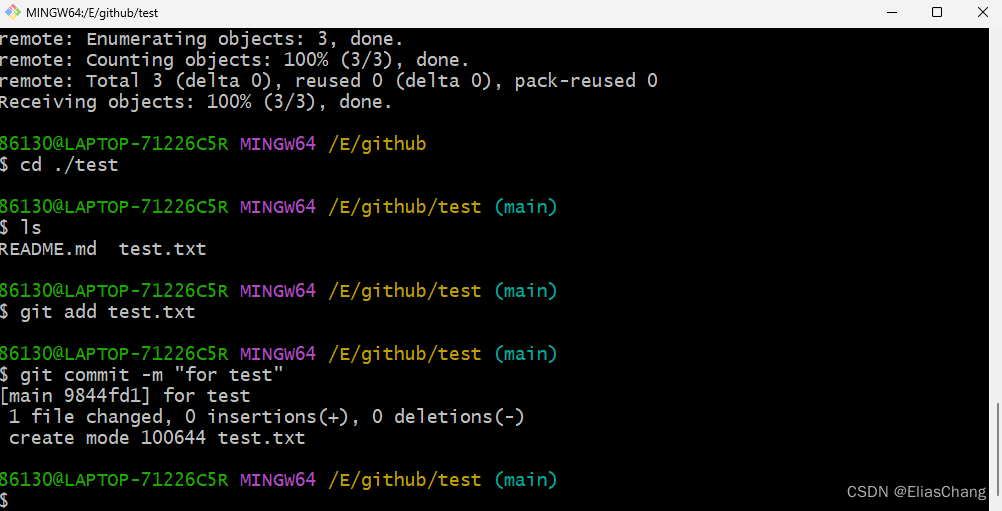 MINGW64:/E/github/test
remote: Enumerating objects: 3, done.
remote: Counting objects: 100% (3/3), done.
remote: Total 3 (delta 0), reused 0 (delta 0), pack-reused 0
Receiving objects: 100% (3/3), done.
86130@LAPTOP-71226C5R MINGW64 /E/github
$ cd ./test
86130@LAPTOP-71226C5R MINGW64 /E/github/test (main)
$ ls
README.md  test.txt
86130@LAPTOP-71226C5R MINGW64 /E/github/test (main)
$ git add test.txt
86130@LAPTOP-71226C5R MINGW64 /E/github/test (main)
$ git commit -m "for test"
[main 9844fd1] for test
 1 file changed, 0 insertions(+), 0 deletions(-)
 create mode 100644 test.txt
86130@LAPTOP-71226C5R MINGW64 /E/github/test (main)
$
CSDN @EliasChang